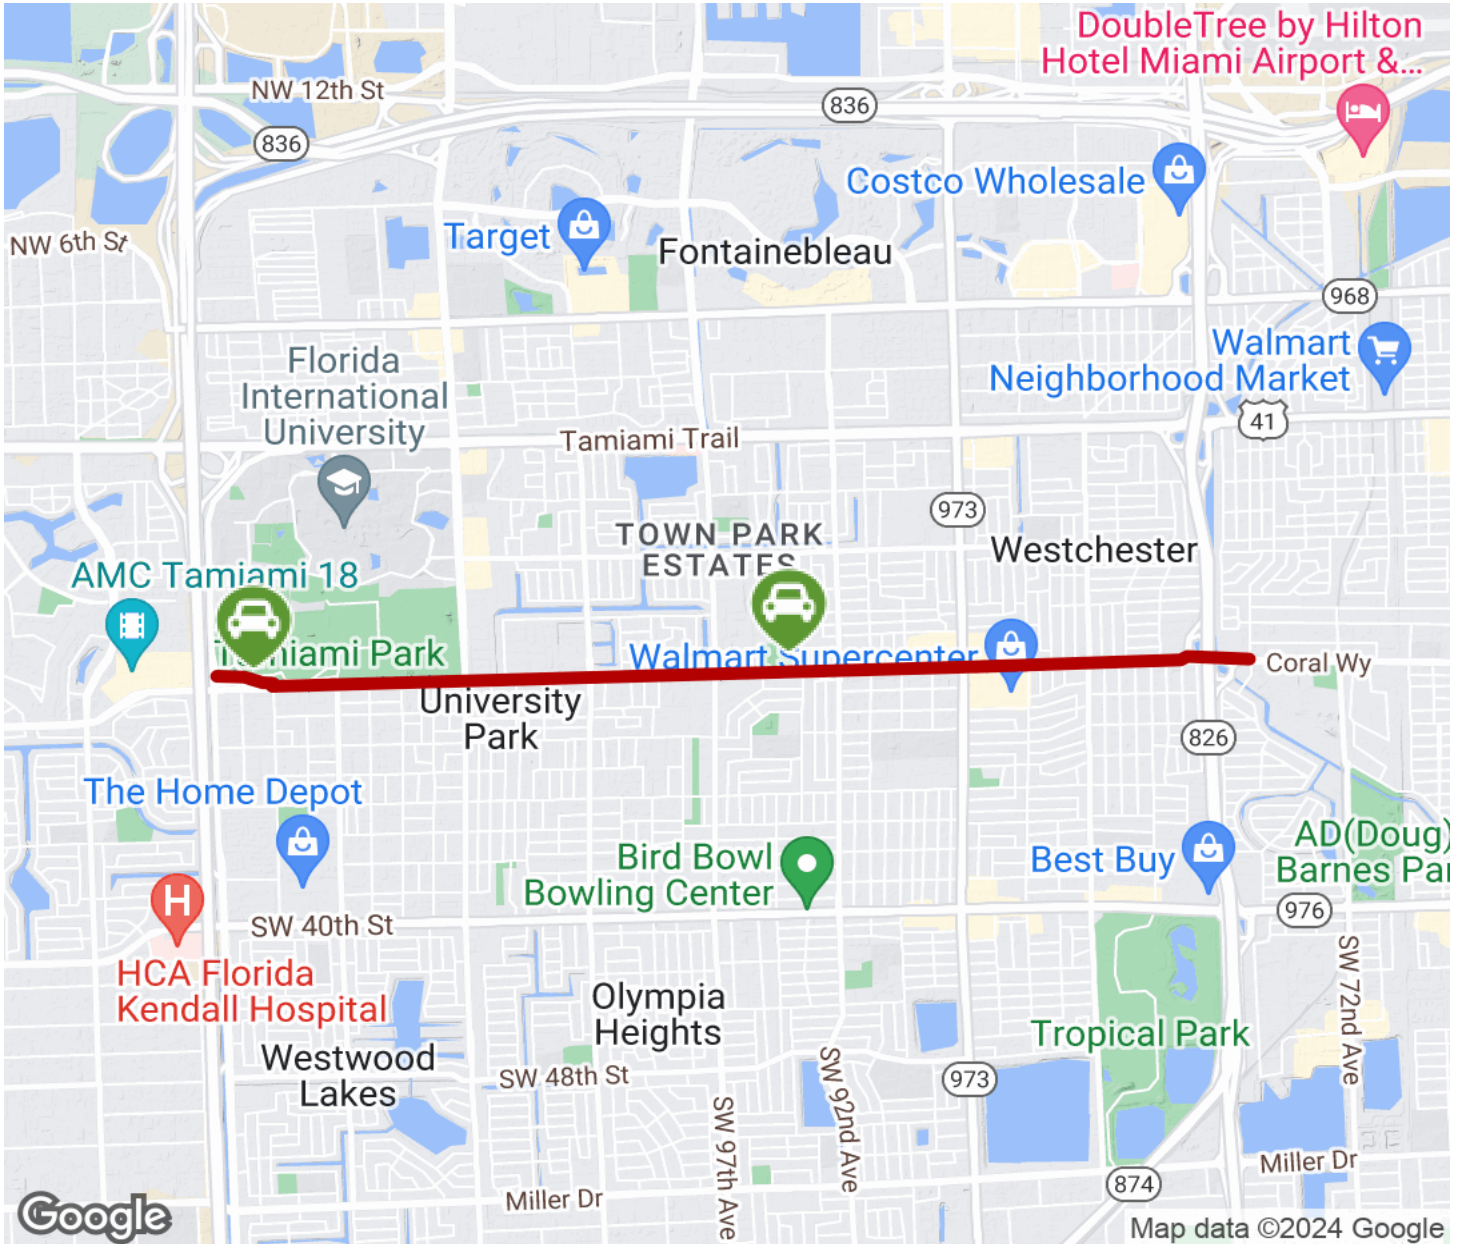 DoubleTree by Hilton
Hotel Miami Airport &...
NW 12th St
836
836
Costco Wholesale
NW 6th St
Target
Fontainebleau
968
Walmart
Neighborhood Market
Florida
International
University
41
Tamiami Trail
973
TOWN PARK
ESTATES
Westchester
AMC Tamiami 18
Tamiami Park
Walmart Supercenter
Coral Wy
University
Park
826
The Home Depot
AD(Doug)
Barnes Par
Bird Bowl
Bowling Center
Best Buy
H
976
SW 40th St
HCA Florida
Kendall Hospital
Olympia
Heights
SW 72nd Ave
Tropical Park
Westwood
Lakes
SW 48th St
973
SW 92nd Ave
SW 97th Ave
Miller Dr
874
Miller Dr
Google
Map data ©2024 Google